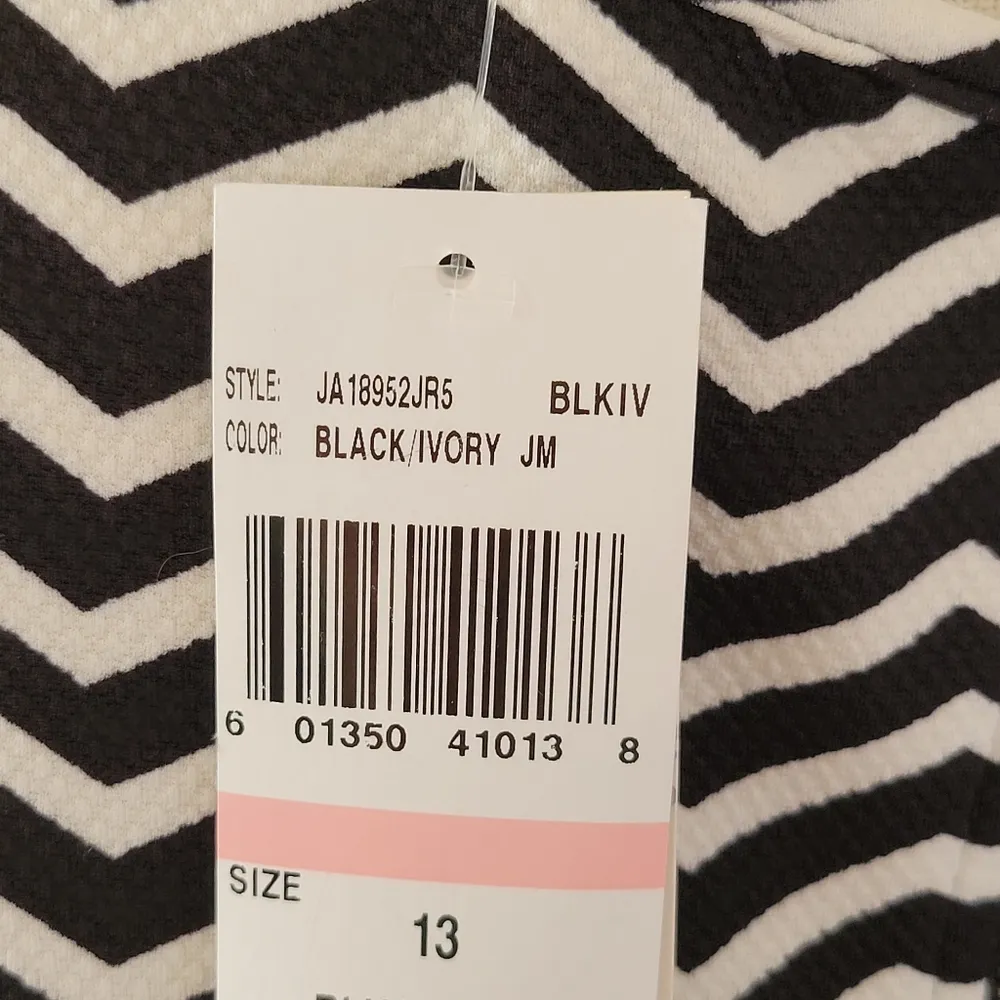 STYLE: JA18952JR5 BLKIV
COLOR: BLACK/IVORY JM
6 01350 41013 8
SIZE
13